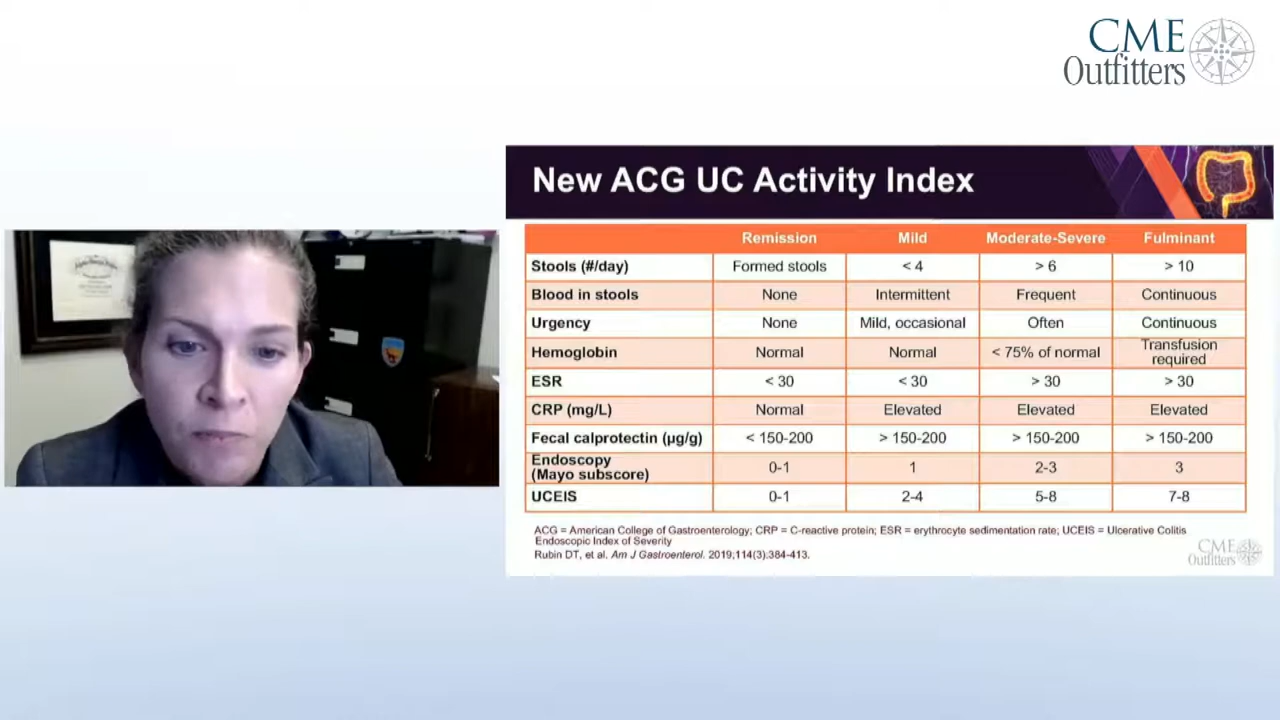 CME
Outfitters
New ACG UC Activity Index
Remission Mild Moderate-Severe Fulminant
Stools (#/day) Formed stools < 4 > 6 > 10
Blood in stools None Intermittent Frequent Continuous
Urgency None Mild, occasional Often Continuous
Hemoglobin Normal Normal < 75% of normal Transfusion required
ESR < 30 < 30 > 30 > 30
CRP (mg/L) Normal Elevated Elevated Elevated
Fecal calprotectin (µg/g) < 150-200 > 150-200 > 150-200 > 150-200
Endoscopy
(Mayo subscore) 0-1 1 2-3 3
UCEIS 0-1 2-4 5-8 7-8
ACG = American College of Gastroenterology; CRP = C-reactive protein; ESR = erythrocyte sedimentation rate; UCEIS = Ulcerative Colitis
Endoscopic Index of Severity
Rubin DT, et al. Am J Gastroenterol. 2019;114(3):384-413.
CME
Outfitters